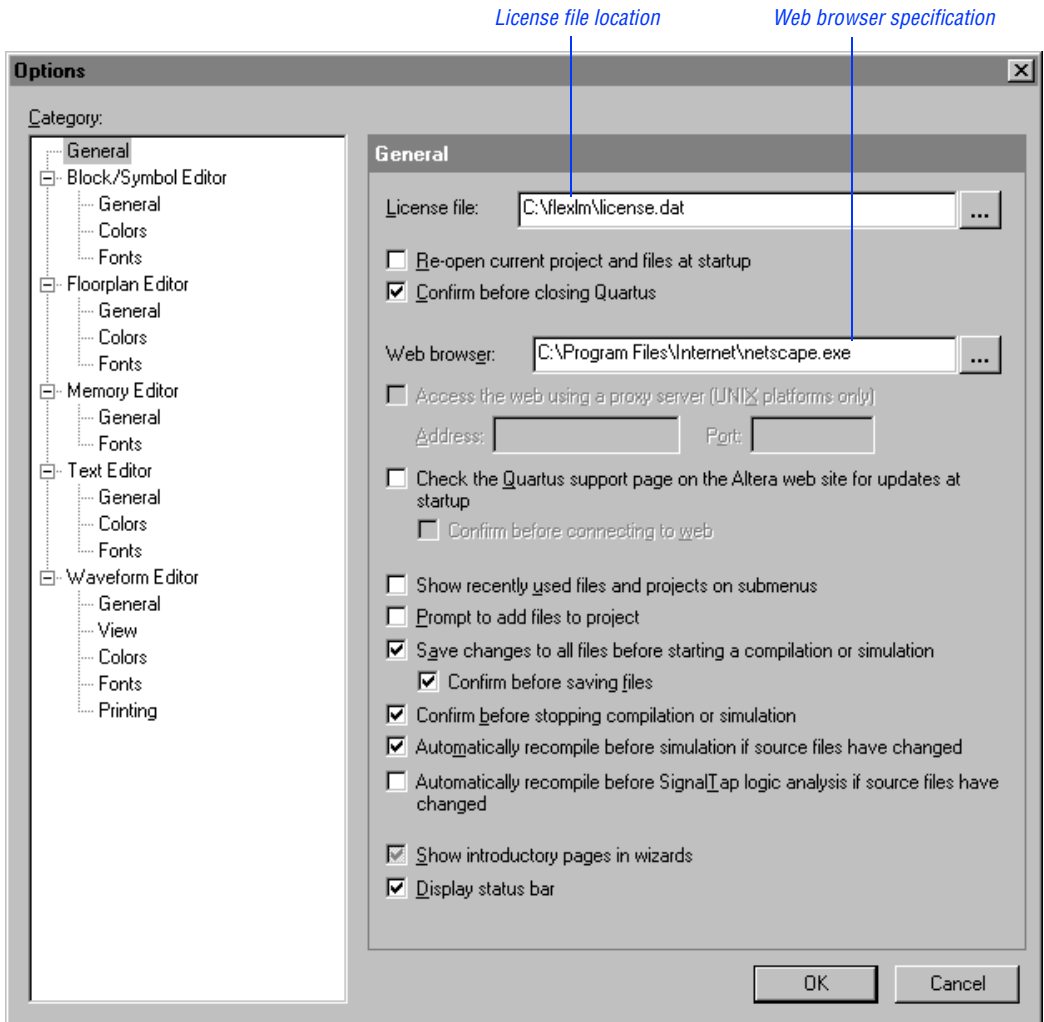 License file location Web browser specification
Options
Category:
General
Block/Symbol Editor
General
Colors
Fonts
Floorplan Editor
General
Colors
Fonts
Memory Editor
General
Fonts
Text Editor
General
Colors
Fonts
Waveform Editor
General
View
Colors
Fonts
Printing
General
License file: C:\flexlm\license.dat ...
Re-open current project and files at startup
Confirm before closing Quartus
Web browser: C:\Program Files\Internet\netscape.exe ...
Access the web using a proxy server (UNIX platforms only)
Address: Port:
Check the Quartus support page on the Altera web site for updates at
startup
Confirm before connecting to web
Show recently used files and projects on submenus
Prompt to add files to project
Save changes to all files before starting a compilation or simulation
Confirm before saving files
Confirm before stopping compilation or simulation
Automatically recompile before simulation if source files have changed
Automatically recompile before SignalTap logic analysis if source files have
changed
Show introductory pages in wizards
Display status bar
OK Cancel